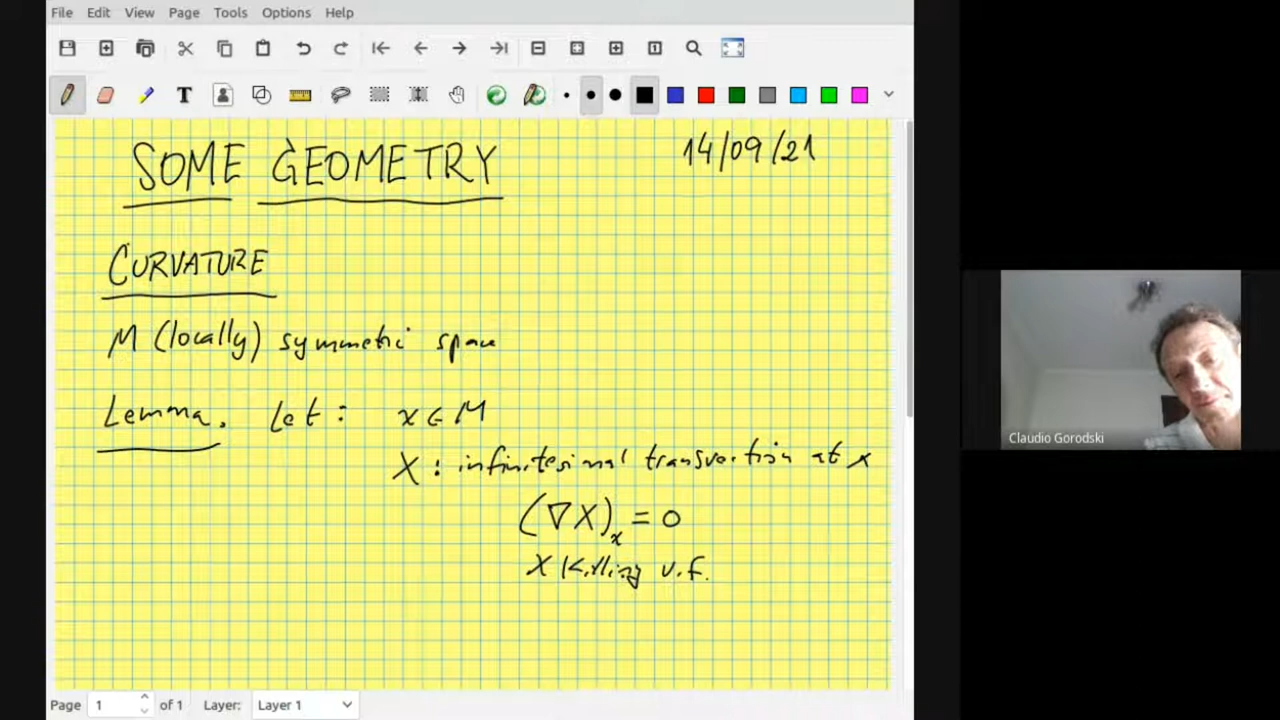 File Edit View Page Tools Options Help
SOME GEOMETRY
14/09/21
CURVATURE
M (locally) symmetric space
Lemma. Let : x ∈ M
X : infinitesimal transvection at x
(∇X)ₓ = 0
X Killing v.f.
Claudio Gorodski
Page 1 of 1 Layer: Layer 1